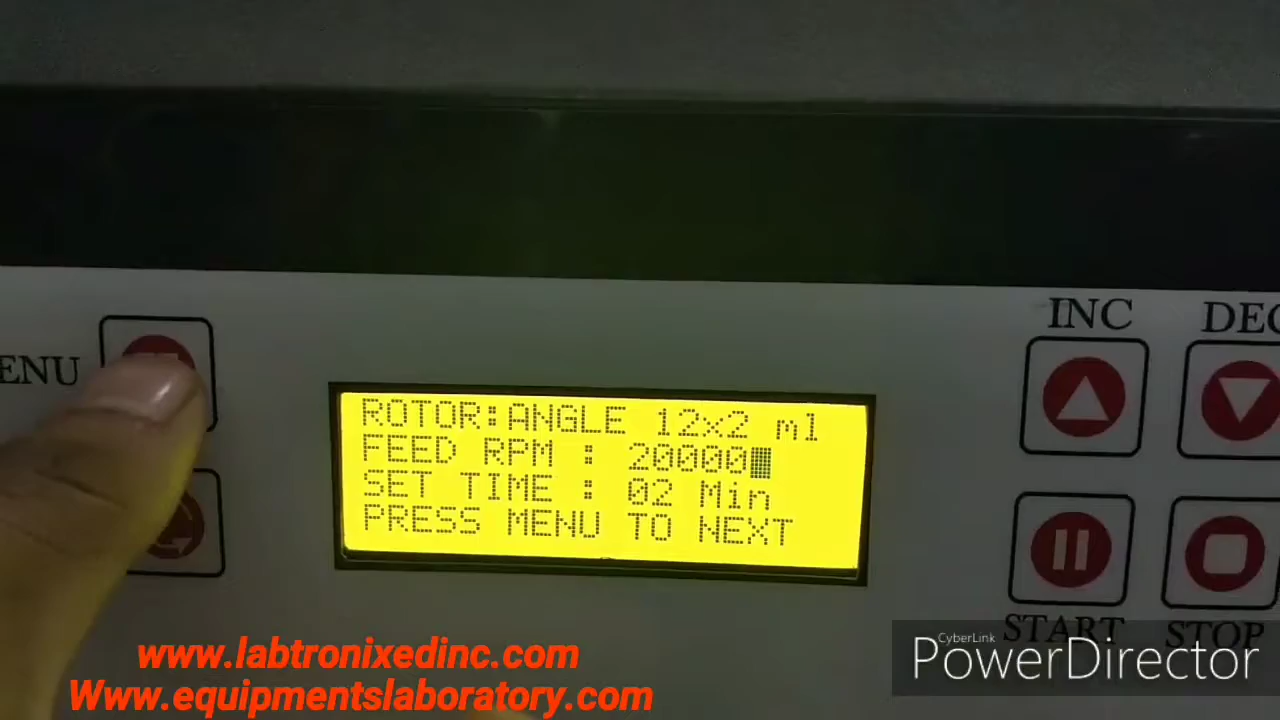 INC
DEC
ENU
ROTOR:ANGLE 12x2 ml
FEED RPM : 20000
SET TIME : 02 Min
PRESS MENU TO NEXT
START
STOP
www.labtronixedinc.com
Www.equipmentslaboratory.com
CyberLink
PowerDirector